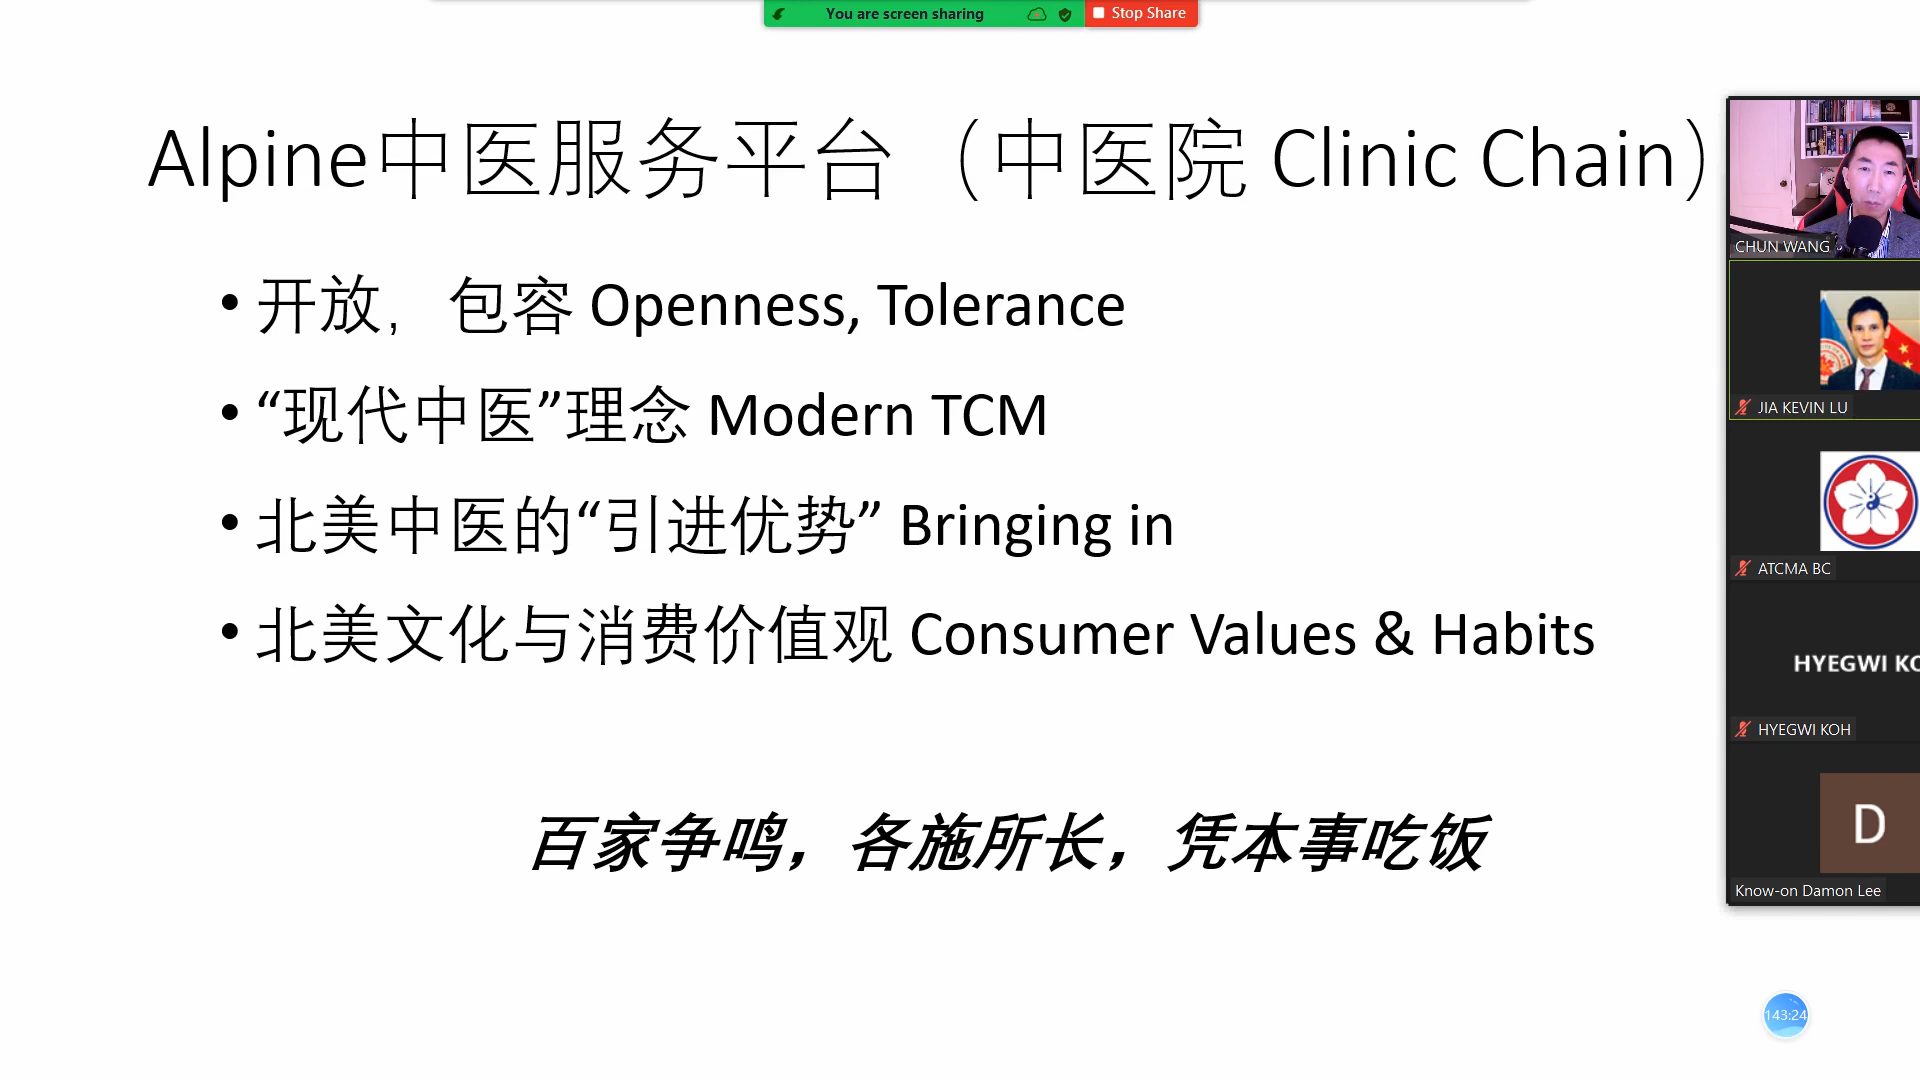 You are screen sharing
Stop Share
Alpine中医服务平台（中医院 Clinic Chain）
• 开放，包容 Openness, Tolerance
• “现代中医”理念 Modern TCM
• 北美中医的“引进优势” Bringing in
• 北美文化与消费价值观 Consumer Values & Habits
百家争鸣，各施所长，凭本事吃饭
CHUN WANG
JIA KEVIN LU
ATCMA BC
HYEGWI KO
HYEGWI KOH
D
Know-on Damon Lee
143:24